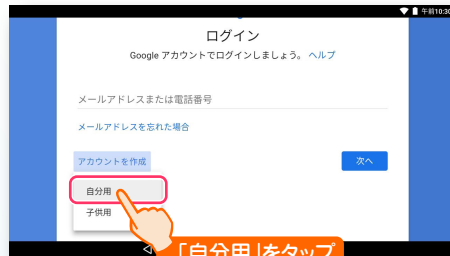 午前10:30
ログイン
Google アカウントでログインしましょう。 ヘルプ
メールアドレスまたは電話番号
メールアドレスを忘れた場合
アカウントを作成
次へ
自分用
子供用
「自分用」をタップ